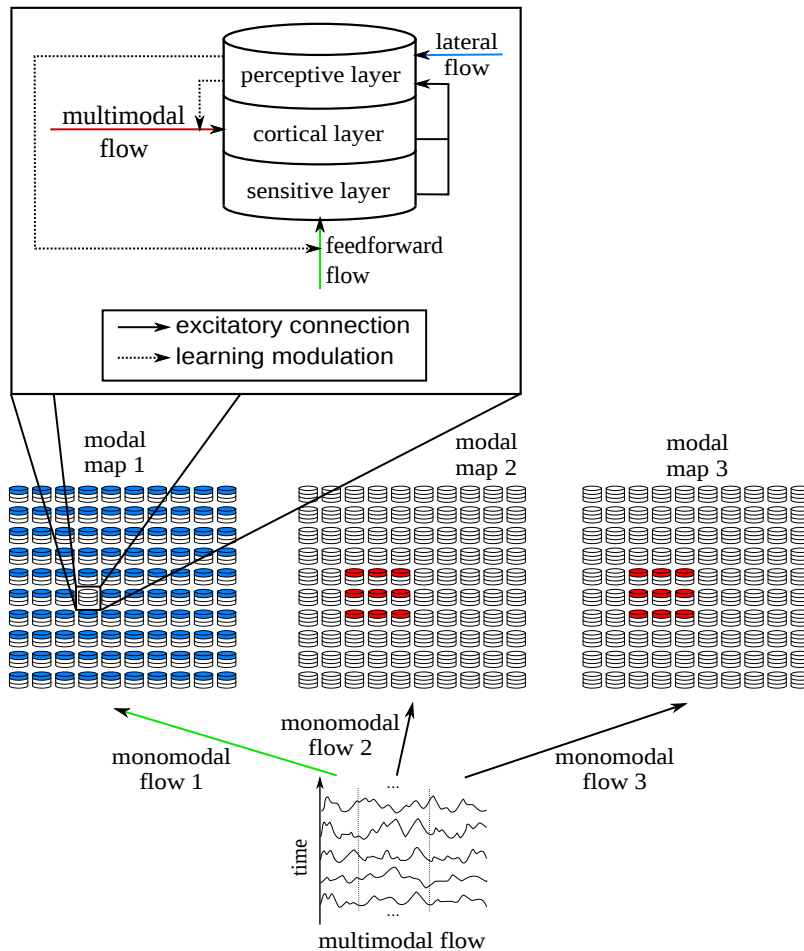 lateral
flow
perceptive layer
multimodal
flow
cortical layer
sensitive layer
feedforward
flow
excitatory connection
learning modulation
modal
map 1
modal
map 2
modal
map 3
monomodal
flow 1
monomodal
flow 2
monomodal
flow 3
...
time
...
multimodal flow